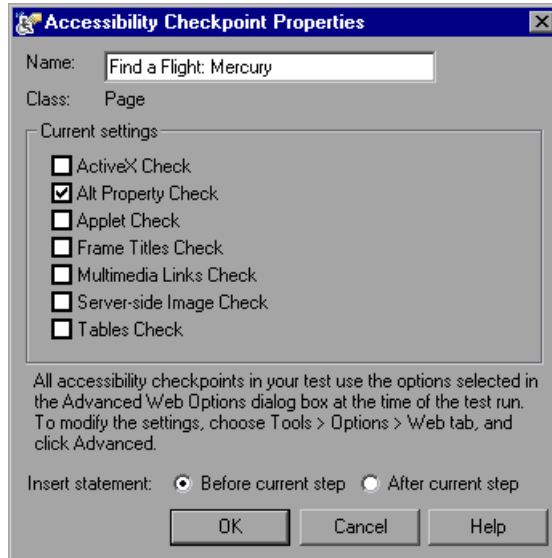 Accessibility Checkpoint Properties
Name: Find a Flight: Mercury
Class: Page
Current settings
ActiveX Check
Alt Property Check
Applet Check
Frame Titles Check
Multimedia Links Check
Server-side Image Check
Tables Check
All accessibility checkpoints in your test use the options selected in
the Advanced Web Options dialog box at the time of the test run.
To modify the settings, choose Tools > Options > Web tab, and
click Advanced.
Insert statement: Before current step After current step
OK Cancel Help